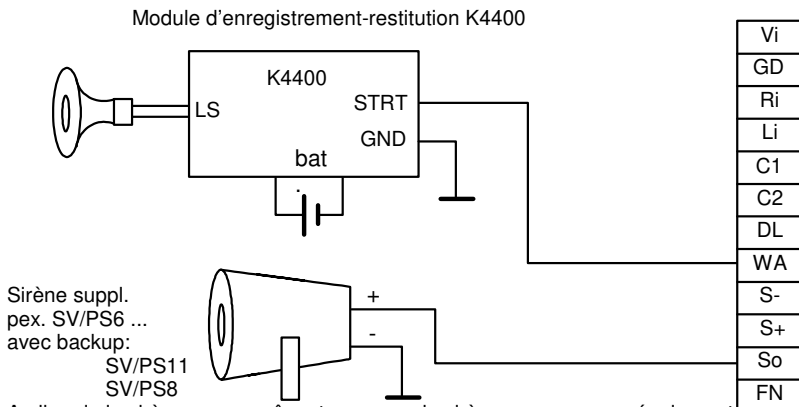 Module d'enregistrement-restitution K4400
K4400
LS
STRT
GND
bat
Vi
GD
Ri
Li
C1
C2
DL
WA
S-
S+
So
FN
Sirène suppl.
pex. SV/PS6 ...
avec backup:
SV/PS11
SV/PS8
+
-